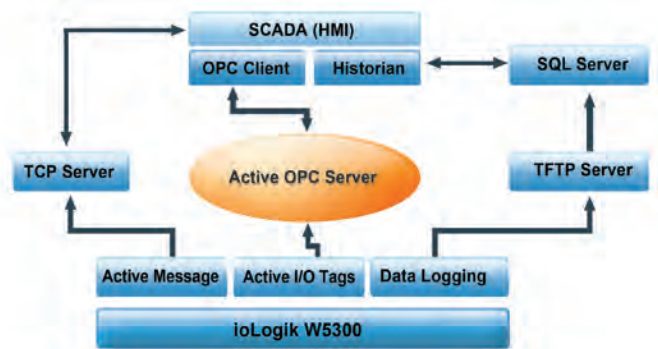 SCADA (HMI)
OPC Client
Historian
SQL Server
TCP Server
Active OPC Server
TFTP Server
Active Message
Active I/O Tags
Data Logging
ioLogik W5300